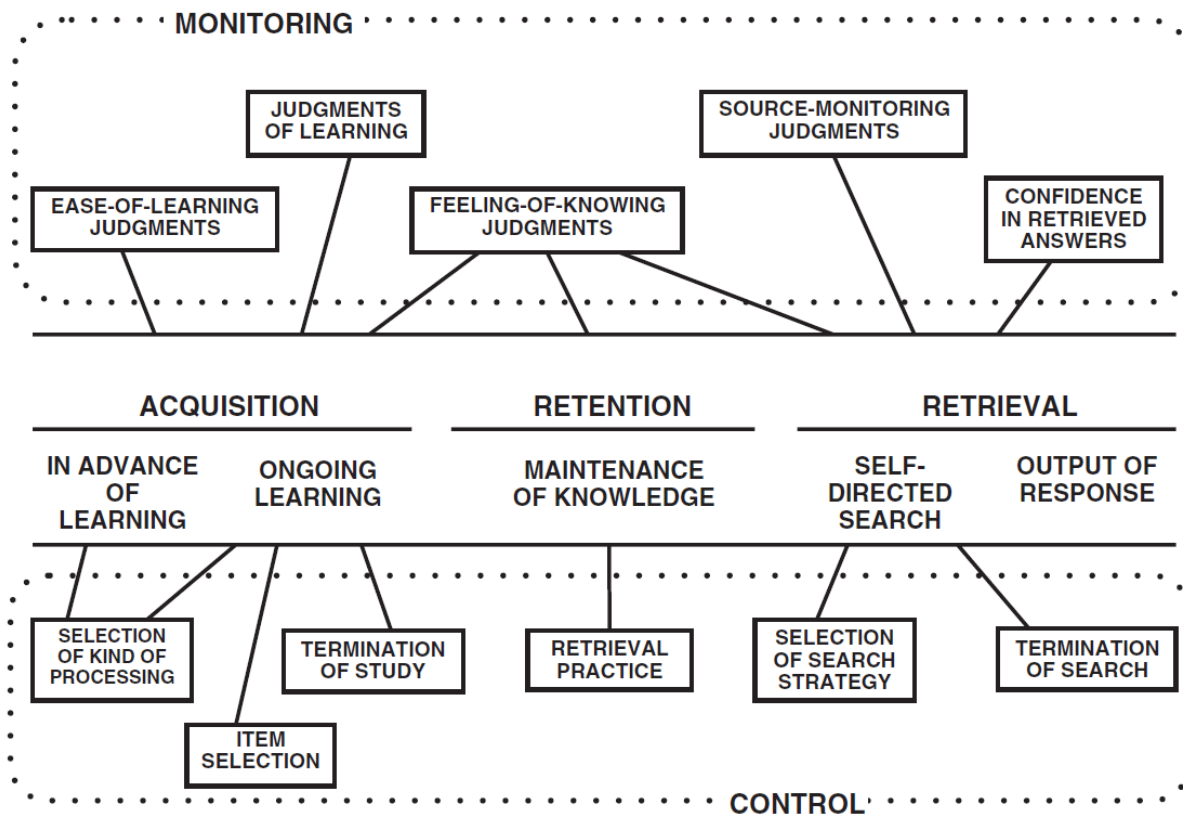 MONITORING
JUDGMENTS
OF LEARNING
SOURCE-MONITORING
JUDGMENTS
EASE-OF-LEARNING
JUDGMENTS
FEELING-OF-KNOWING
JUDGMENTS
CONFIDENCE
IN RETRIEVED
ANSWERS
ACQUISITION
RETENTION
RETRIEVAL
IN ADVANCE
OF
LEARNING
ONGOING
LEARNING
MAINTENANCE
OF KNOWLEDGE
SELF-
DIRECTED
SEARCH
OUTPUT OF
RESPONSE
SELECTION
OF KIND OF
PROCESSING
TERMINATION
OF STUDY
RETRIEVAL
PRACTICE
SELECTION
OF SEARCH
STRATEGY
TERMINATION
OF SEARCH
ITEM
SELECTION
CONTROL